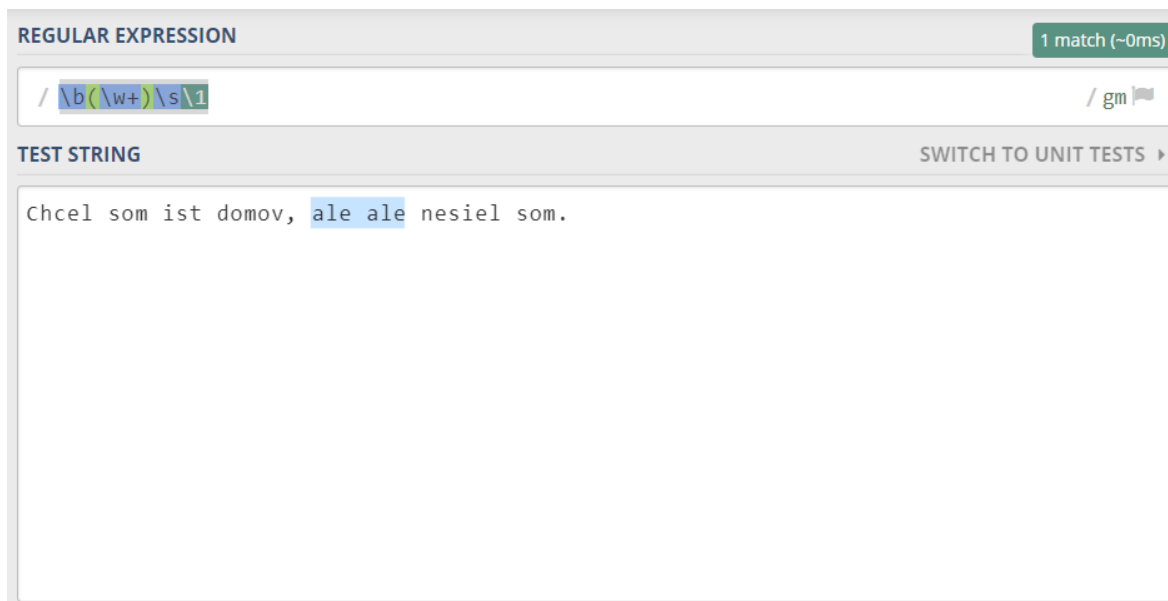 REGULAR EXPRESSION
1 match (~0ms)
/ \b(\w+)\s\1 / gm
TEST STRING
SWITCH TO UNIT TESTS
Chcel som ist domov, ale ale nesiel som.